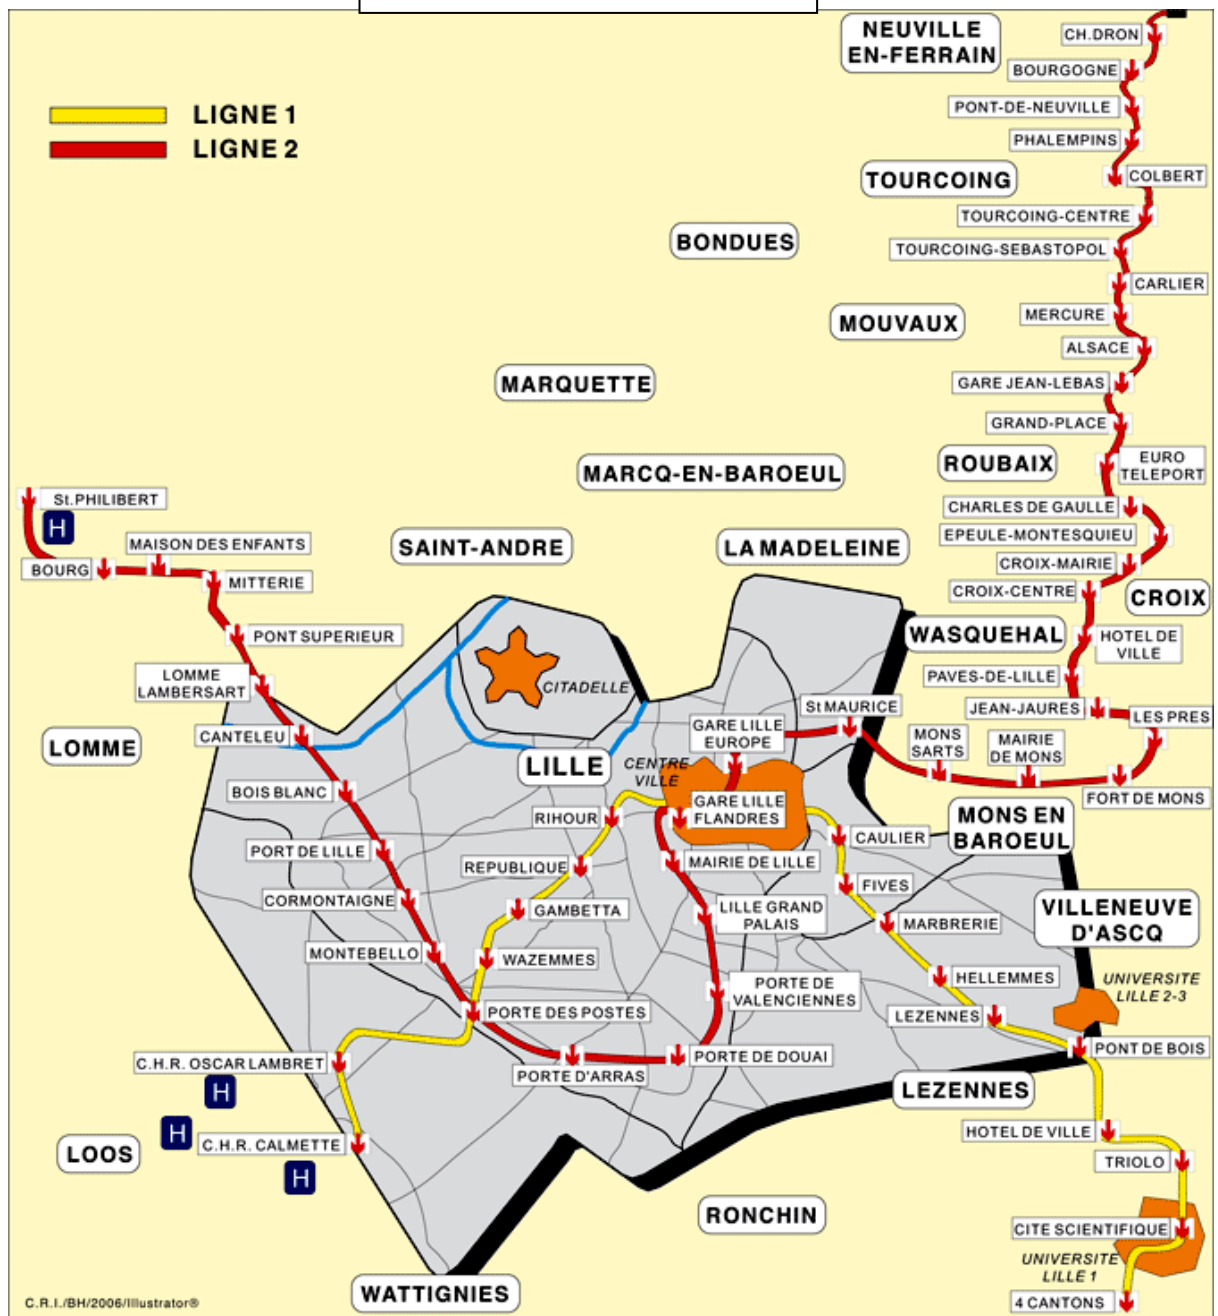 NEUVILLE
EN-FERRAIN
CH.DRON
BOURGOGNE
LIGNE 1
PONT-DE-NEUVILLE
LIGNE 2
PHALEMPINS
TOURCOING
COLBERT
TOURCOING-CENTRE
BONDUES
TOURCOING-SEBASTOPOL
CARLIER
MOUVAUX
MERCURE
ALSACE
MARQUETTE
GARE JEAN-LEBAS
GRAND-PLACE
MARCQ-EN-BAROEUL
ROUBAIX
EURO
TELEPORT
St.PHILIBERT
CHARLES DE GAULLE
H
EPEULE-MONTESQUIEU
MAISON DES ENFANTS
SAINT-ANDRE
LA MADELEINE
BOURG
CROIX-MAIRIE
MITTERIE
CROIX-CENTRE
CROIX
PONT SUPERIEUR
WASQUEHAL
HOTEL DE
VILLE
LOMME
LAMBERSART
CITADELLE
PAVES-DE-LILLE
St MAURICE
JEAN-JAURES
LES PRES
LOMME
CANTELEU
GARE LILLE
EUROPE
MONS
SARTS
MAIRIE
DE MONS
LILLE
CENTRE
VILLE
BOIS BLANC
FORT DE MONS
RIHOUR
GARE LILLE
FLANDRES
MONS EN
BAROEUL
CAULIER
PORT DE LILLE
REPUBLIQUE
MAIRIE DE LILLE
FIVES
CORMONTAIGNE
GAMBETTA
LILLE GRAND
PALAIS
MARBRERIE
VILLENEUVE
D'ASCQ
MONTEBELLO
WAZEMMES
HELLEMMES
UNIVERSITE
LILLE 2-3
PORTE DE
VALENCIENNES
PORTE DES POSTES
LEZENNES
PONT DE BOIS
C.H.R. OSCAR LAMBRET
PORTE D'ARRAS
PORTE DE DOUAI
H
LEZENNES
H
HOTEL DE VILLE
LOOS
C.H.R. CALMETTE
TRIOLO
H
RONCHIN
CITE SCIENTIFIQUE
UNIVERSITE
LILLE 1
WATTIGNIES
4 CANTONS
C.R.I./BH/2006/Illustrator®